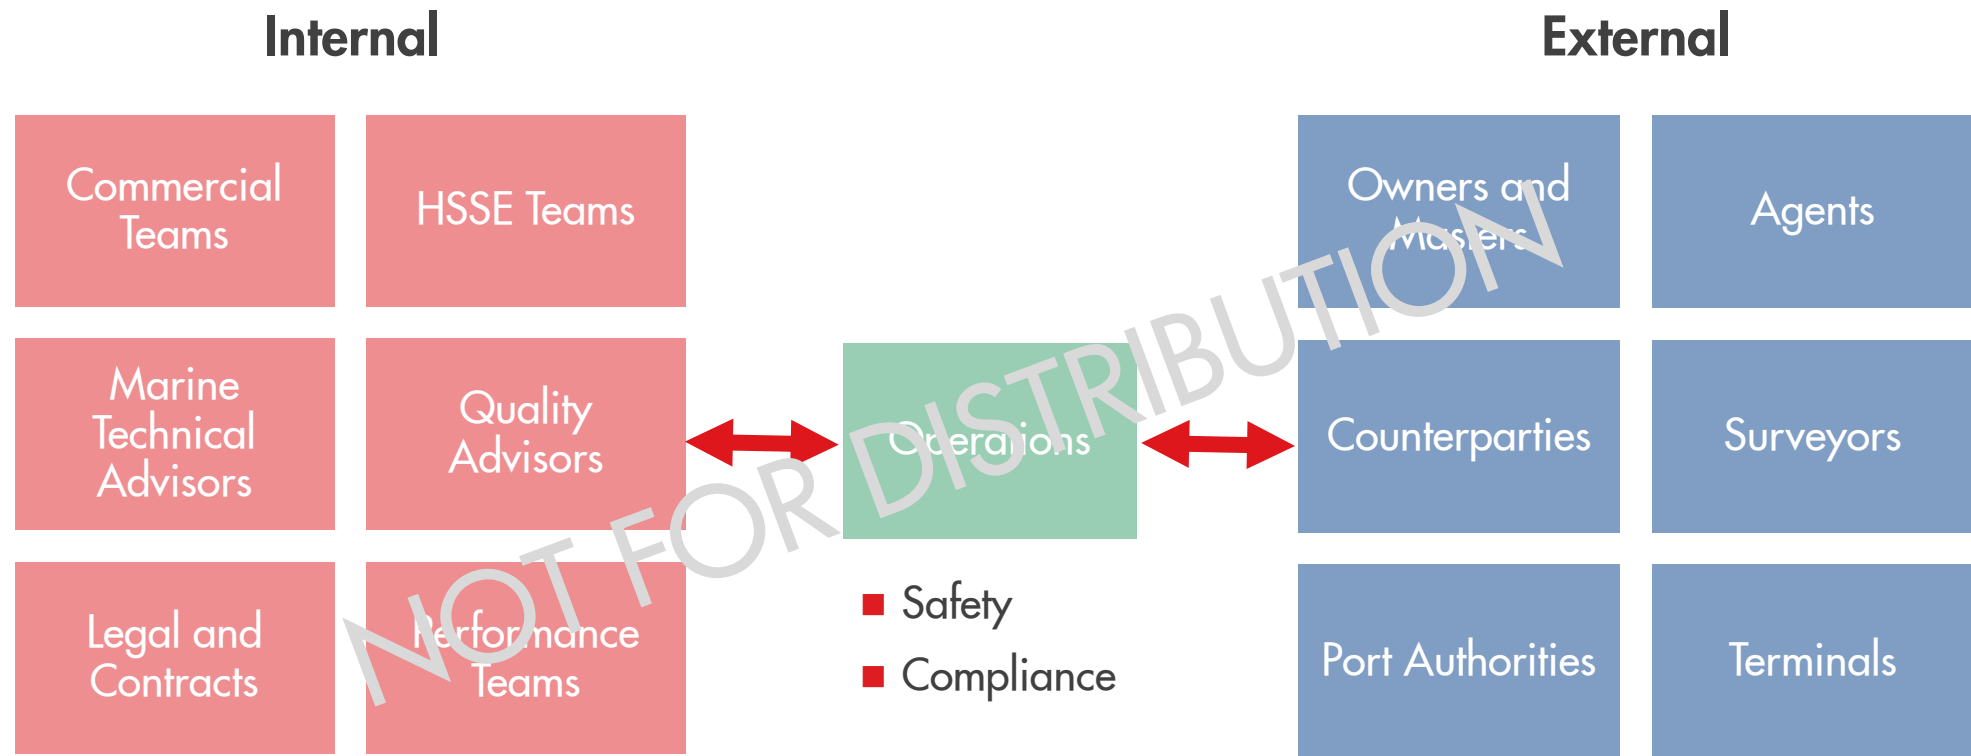 Internal
External
Commercial
Teams
HSSE Teams
Owners and
Masters
Agents
Marine
Technical
Advisors
Quality
Advisors
Operations
Counterparties
Surveyors
Legal and
Contracts
Performance
Teams
Safety
Compliance
Port Authorities
Terminals
NOT FOR DISTRIBUTION